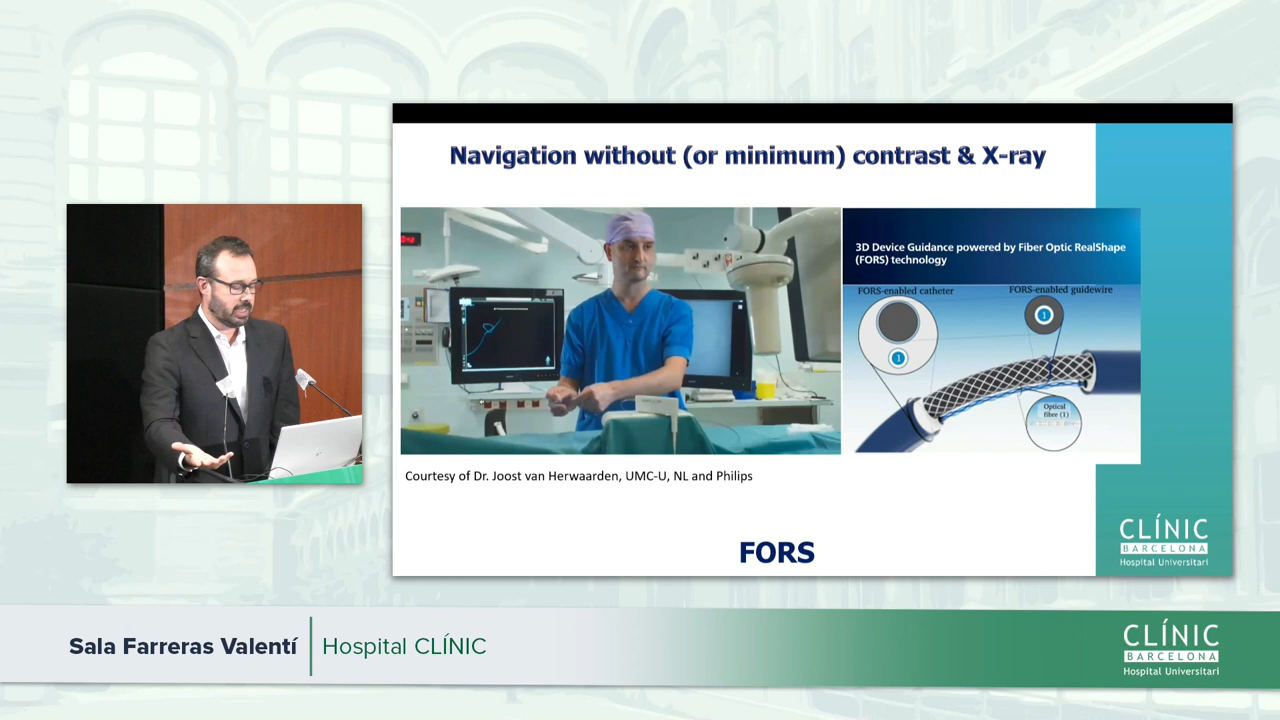 Navigation without (or minimum) contrast & X-ray
3D Device Guidance powered by Fiber Optic RealShape
(FORS) technology
FORS-enabled catheter
FORS-enabled guidewire
1
1
Optical
fibre (1)
Courtesy of Dr. Joost van Herwaarden, UMC-U, NL and Philips
FORS
CLÍNIC
BARCELONA
Hospital Universitari
Sala Farreras Valentí
Hospital CLÍNIC
CLÍNIC
BARCELONA
Hospital Universitari